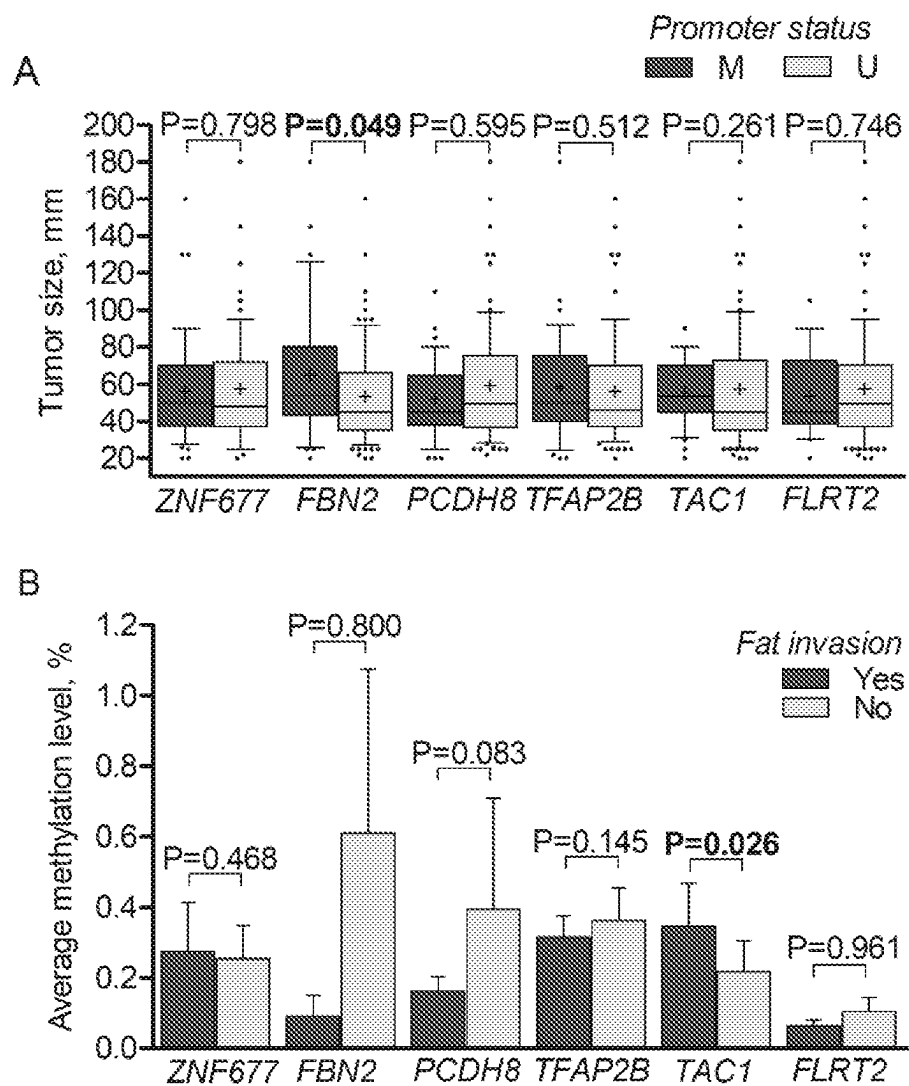 Promoter status
A
M U
P=0.798 P=0.049 P=0.595 P=0.512 P=0.261 P=0.746
200
180
160
140
120
100
80
60
40
20
Tumor size, mm
ZNF677 FBN2 PCDH8 TFAP2B TAC1 FLRT2
B
1.2
1.0
0.8
0.6
0.4
0.2
0.0
Average methylation level, %
P=0.800
Fat invasion
Yes
No
P=0.083
P=0.468
P=0.145
P=0.026
P=0.961
ZNF677 FBN2 PCDH8 TFAP2B TAC1 FLRT2